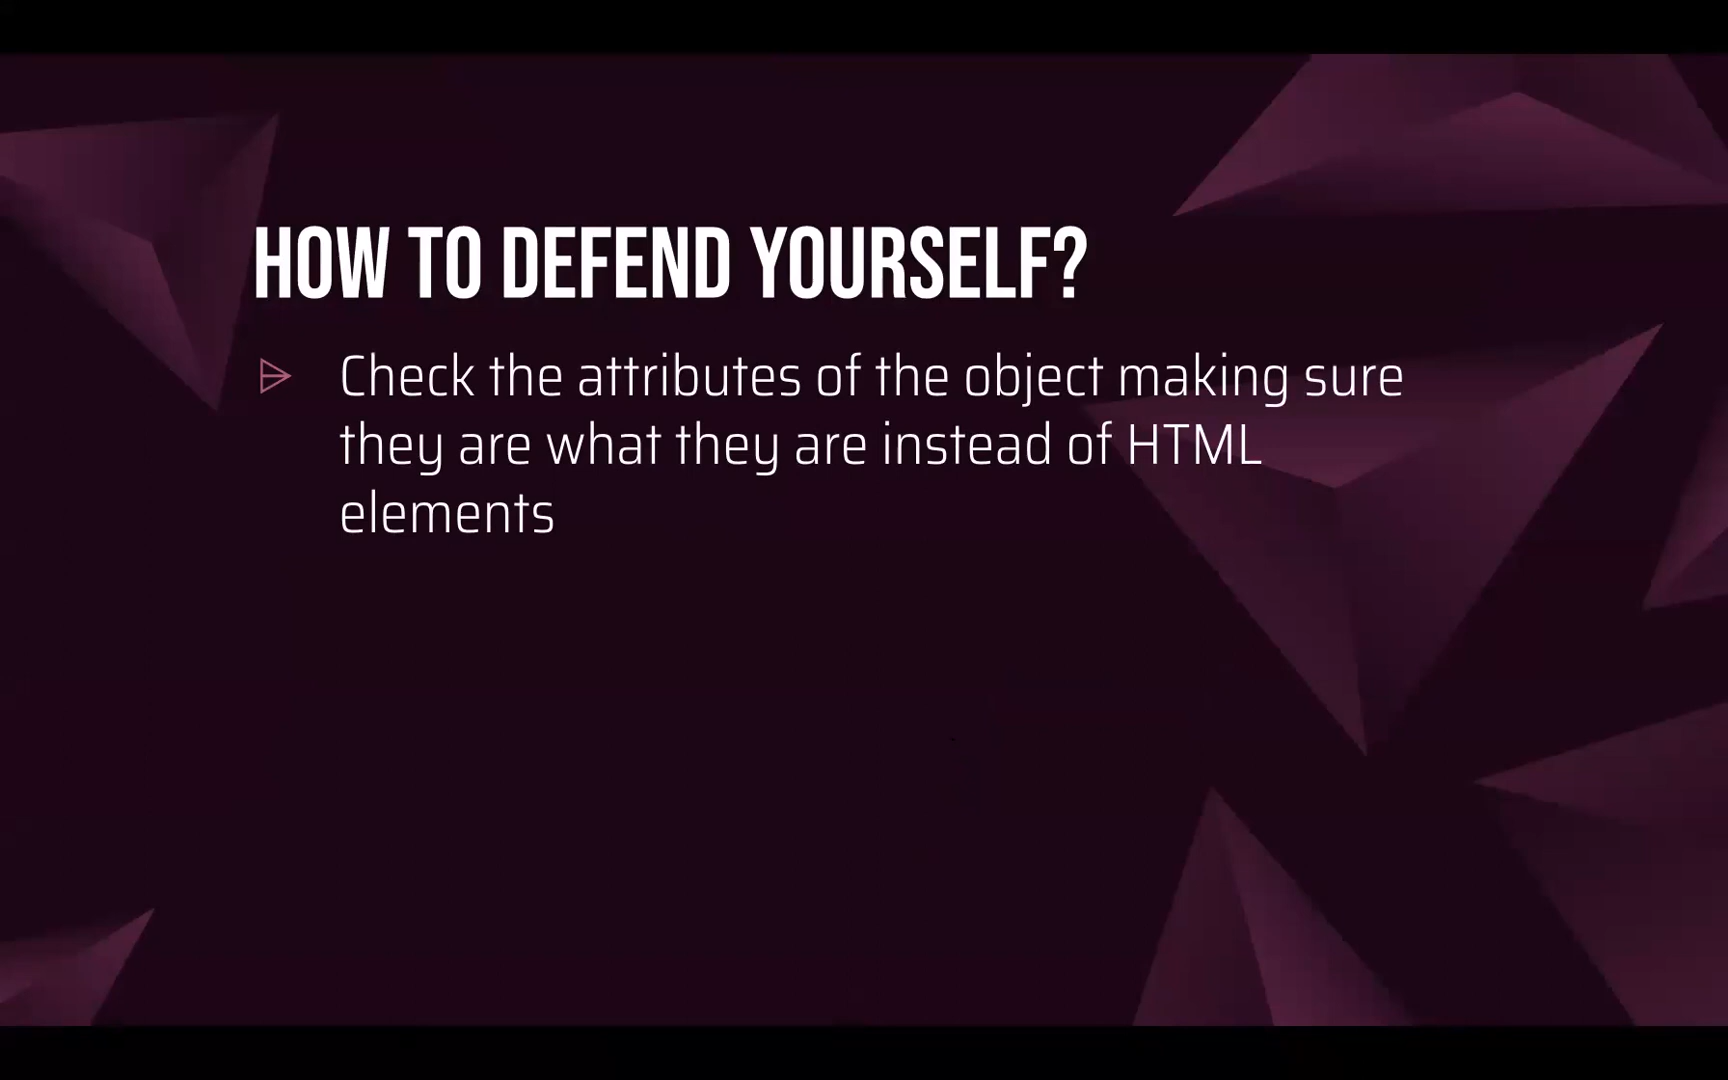 HOW TO DEFEND YOURSELF?
Check the attributes of the object making sure
they are what they are instead of HTML
elements